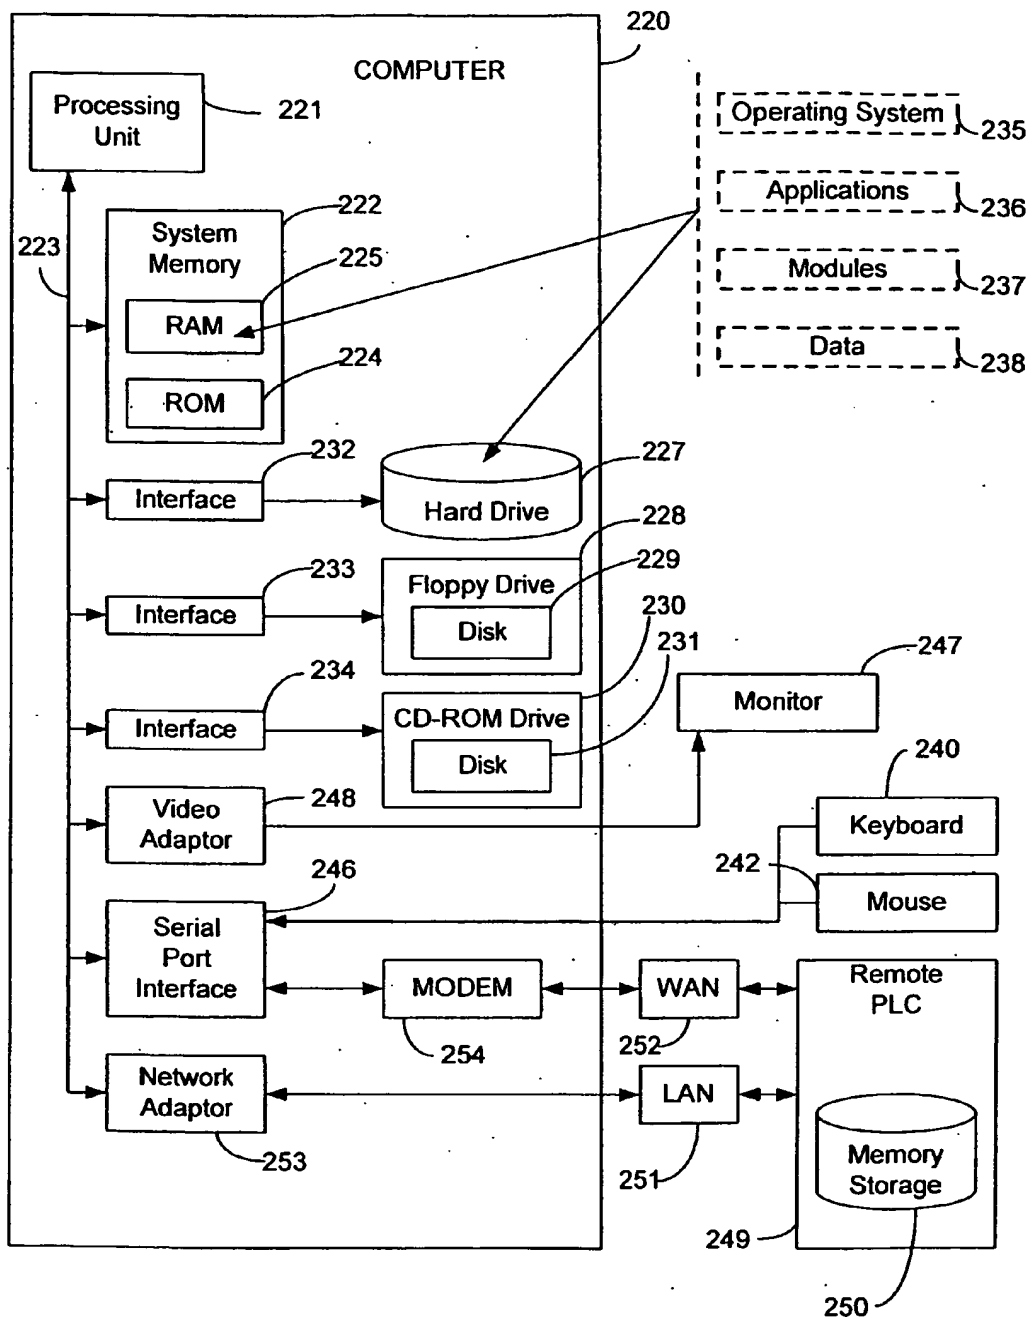 220
COMPUTER
Processing
Unit
221
Operating System
235
Applications
236
Modules
237
Data
238
223
222
System
Memory
225
RAM
224
ROM
232
Interface
227
Hard Drive
228
233
Interface
229
Floppy Drive
Disk
230
231
234
Interface
CD-ROM Drive
Disk
247
Monitor
248
Video
Adaptor
240
Keyboard
242
Mouse
246
Serial
Port
Interface
MODEM
254
WAN
252
Remote
PLC
Network
Adaptor
253
LAN
251
Memory
Storage
249
250